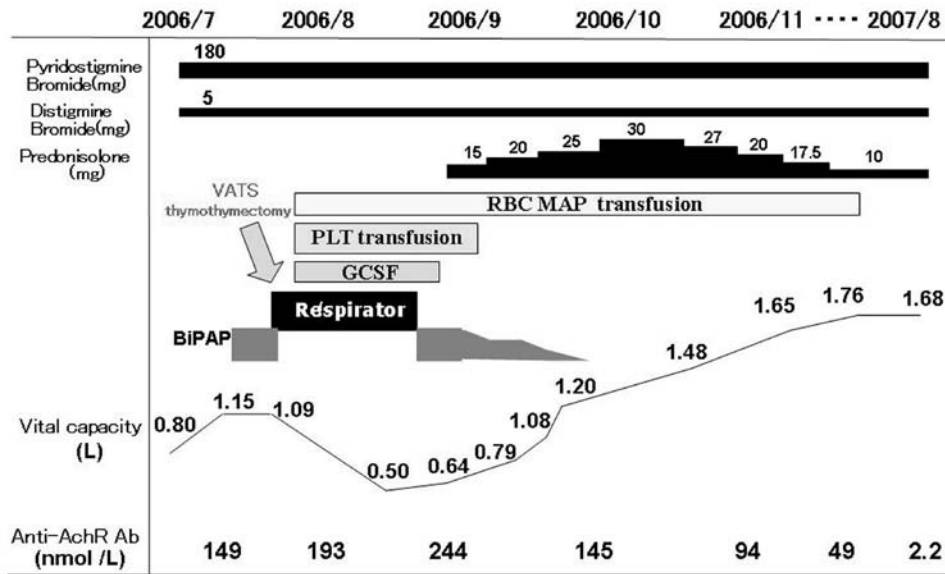 2006/7 2006/8 2006/9 2006/10 2006/11 ···· 2007/8
180
Pyridostigmine
Bromide(mg)
5
Distigmine
Bromide(mg)
Predonisolone
(mg)
15 20 25 30 27 20 17.5 10
VATS
thymothymectomy
RBC MAP transfusion
PLT transfusion
GCSF
Respirator
BiPAP
Vital capacity
(L)
0.80 1.15 1.09 0.50 0.64 0.79 1.08 1.20 1.48 1.65 1.76 1.68
Anti-AchR Ab
(nmol /L)
149 193 244 145 94 49 2.2